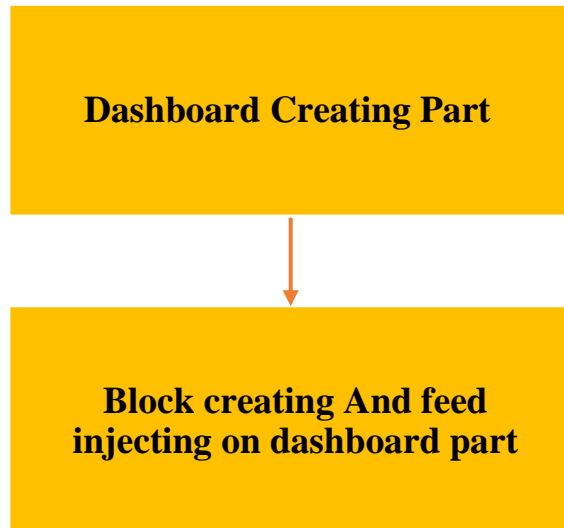 Dashboard Creating Part
Block creating And feed
injecting on dashboard part